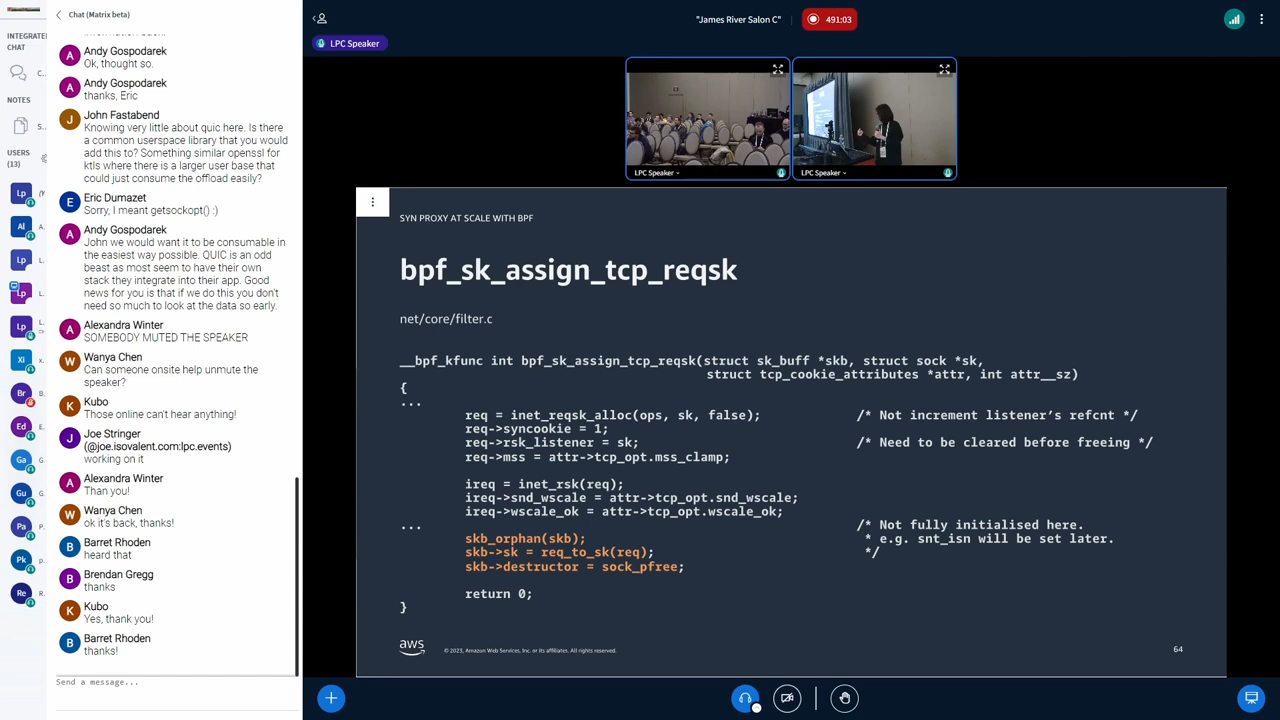 Chat (Matrix beta)
INTEGRATE
CHAT
C...
NOTES
S...
USERS
(13)
Lp
Al
L...
Lp
L...
Lp
L...
Lp
L...
Xi
X...
Br
B...
Ed
E...
Ga
G...
Gu
G...
Pa
P...
Pk
P...
Re
R...
A
Andy Gospodarek
Ok, thought so.
A
Andy Gospodarek
thanks, Eric
J
John Fastabend
Knowing very little about quic here. Is there
a common userspace library that you would
add this to? Something similar openssl for
ktls where there is a larger user base that
could just consume the offload easily?
E
Eric Dumazet
Sorry, I meant getsockopt() :)
A
Andy Gospodarek
John we would want it to be consumable in
the easiest way possible. QUIC is an odd
beast as most seem to have their own
stack they integrate into their app. Good
news for you is that if we do this you don't
need so much to look at the data so early.
A
Alexandra Winter
SOMEBODY MUTED THE SPEAKER
W
Wanya Chen
Can someone onsite help unmute the
speaker?
K
Kubo
Those online can't hear anything!
J
Joe Stringer
(@joe.isovalent.com:lpc.events)
working on it
A
Alexandra Winter
Than you!
W
Wanya Chen
ok it's back, thanks!
B
Barret Rhoden
heard that
B
Brendan Gregg
thanks
K
Kubo
Yes, thank you!
B
Barret Rhoden
thanks!
Send a message...
"James River Salon C"
491:03
LPC Speaker
LPC Speaker
LPC Speaker
SYN PROXY AT SCALE WITH BPF
bpf_sk_assign_tcp_reqsk
net/core/filter.c
__bpf_kfunc int bpf_sk_assign_tcp_reqsk(struct sk_buff *skb, struct sock *sk,
struct tcp_cookie_attributes *attr, int attr__sz)
{
...
req = inet_reqsk_alloc(ops, sk, false); /* Not increment listener’s refcnt */
req->syncookie = 1;
req->rsk_listener = sk; /* Need to be cleared before freeing */
req->mss = attr->tcp_opt.mss_clamp;
ireq = inet_rsk(req);
ireq->snd_wscale = attr->tcp_opt.snd_wscale;
ireq->wscale_ok = attr->tcp_opt.wscale_ok;
... /* Not fully initialised here.
skb_orphan(skb); * e.g. snt_isn will be set later.
skb->sk = req_to_sk(req); */
skb->destructor = sock_pfree;
return 0;
}
aws
© 2023, Amazon Web Services, Inc. or its affiliates. All rights reserved.
64